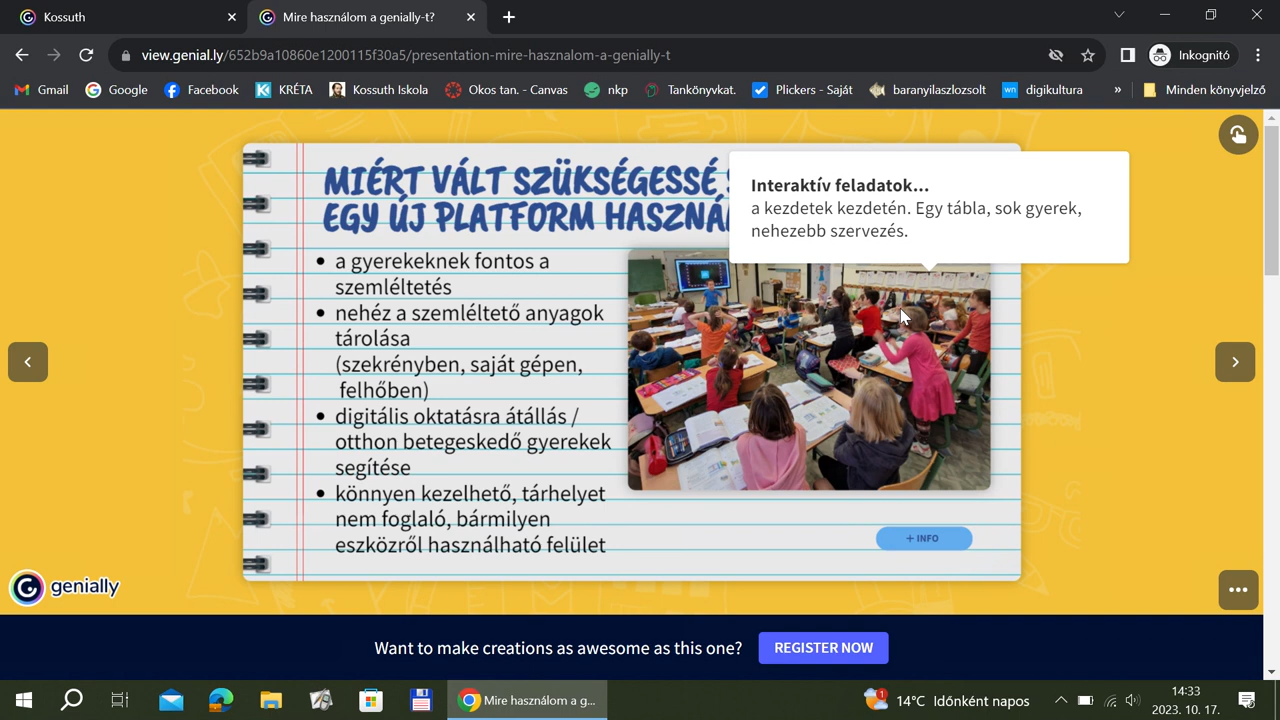 Kossuth
Mire használom a genially-t?
view.genial.ly/652b9a10860e1200115f30a5/presentation-mire-hasznalom-a-genially-t
Inkognitó
Gmail
Google
Facebook
KRÉTA
Kossuth Iskola
Okos tan. - Canvas
nkp
Tankönyvkat.
Plickers - Saját
baranyilaszlozsolt
wn
digikultura
»
Minden könyvjelző
MIÉRT VÁLT SZÜKSÉGESSÉ
EGY ÚJ PLATFORM
Interaktív feladatok...
a kezdetek kezdetén. Egy tábla, sok gyerek,
nehezebb szervezés.
• a gyerekeknek fontos a
szemléltetés
• nehéz a szemléltető anyagok
tárolása
(szekrényben, saját gépen,
felhőben)
• digitális oktatásra átállás /
otthon betegeskedő gyerekek
segítése
• könnyen kezelhető, tárhelyet
nem foglaló, bármilyen
eszközről használható felület
+ INFO
genially
Want to make creations as awesome as this one?
REGISTER NOW
Mire használom a g...
1
14°C Időnként napos
14:33
2023. 10. 17.